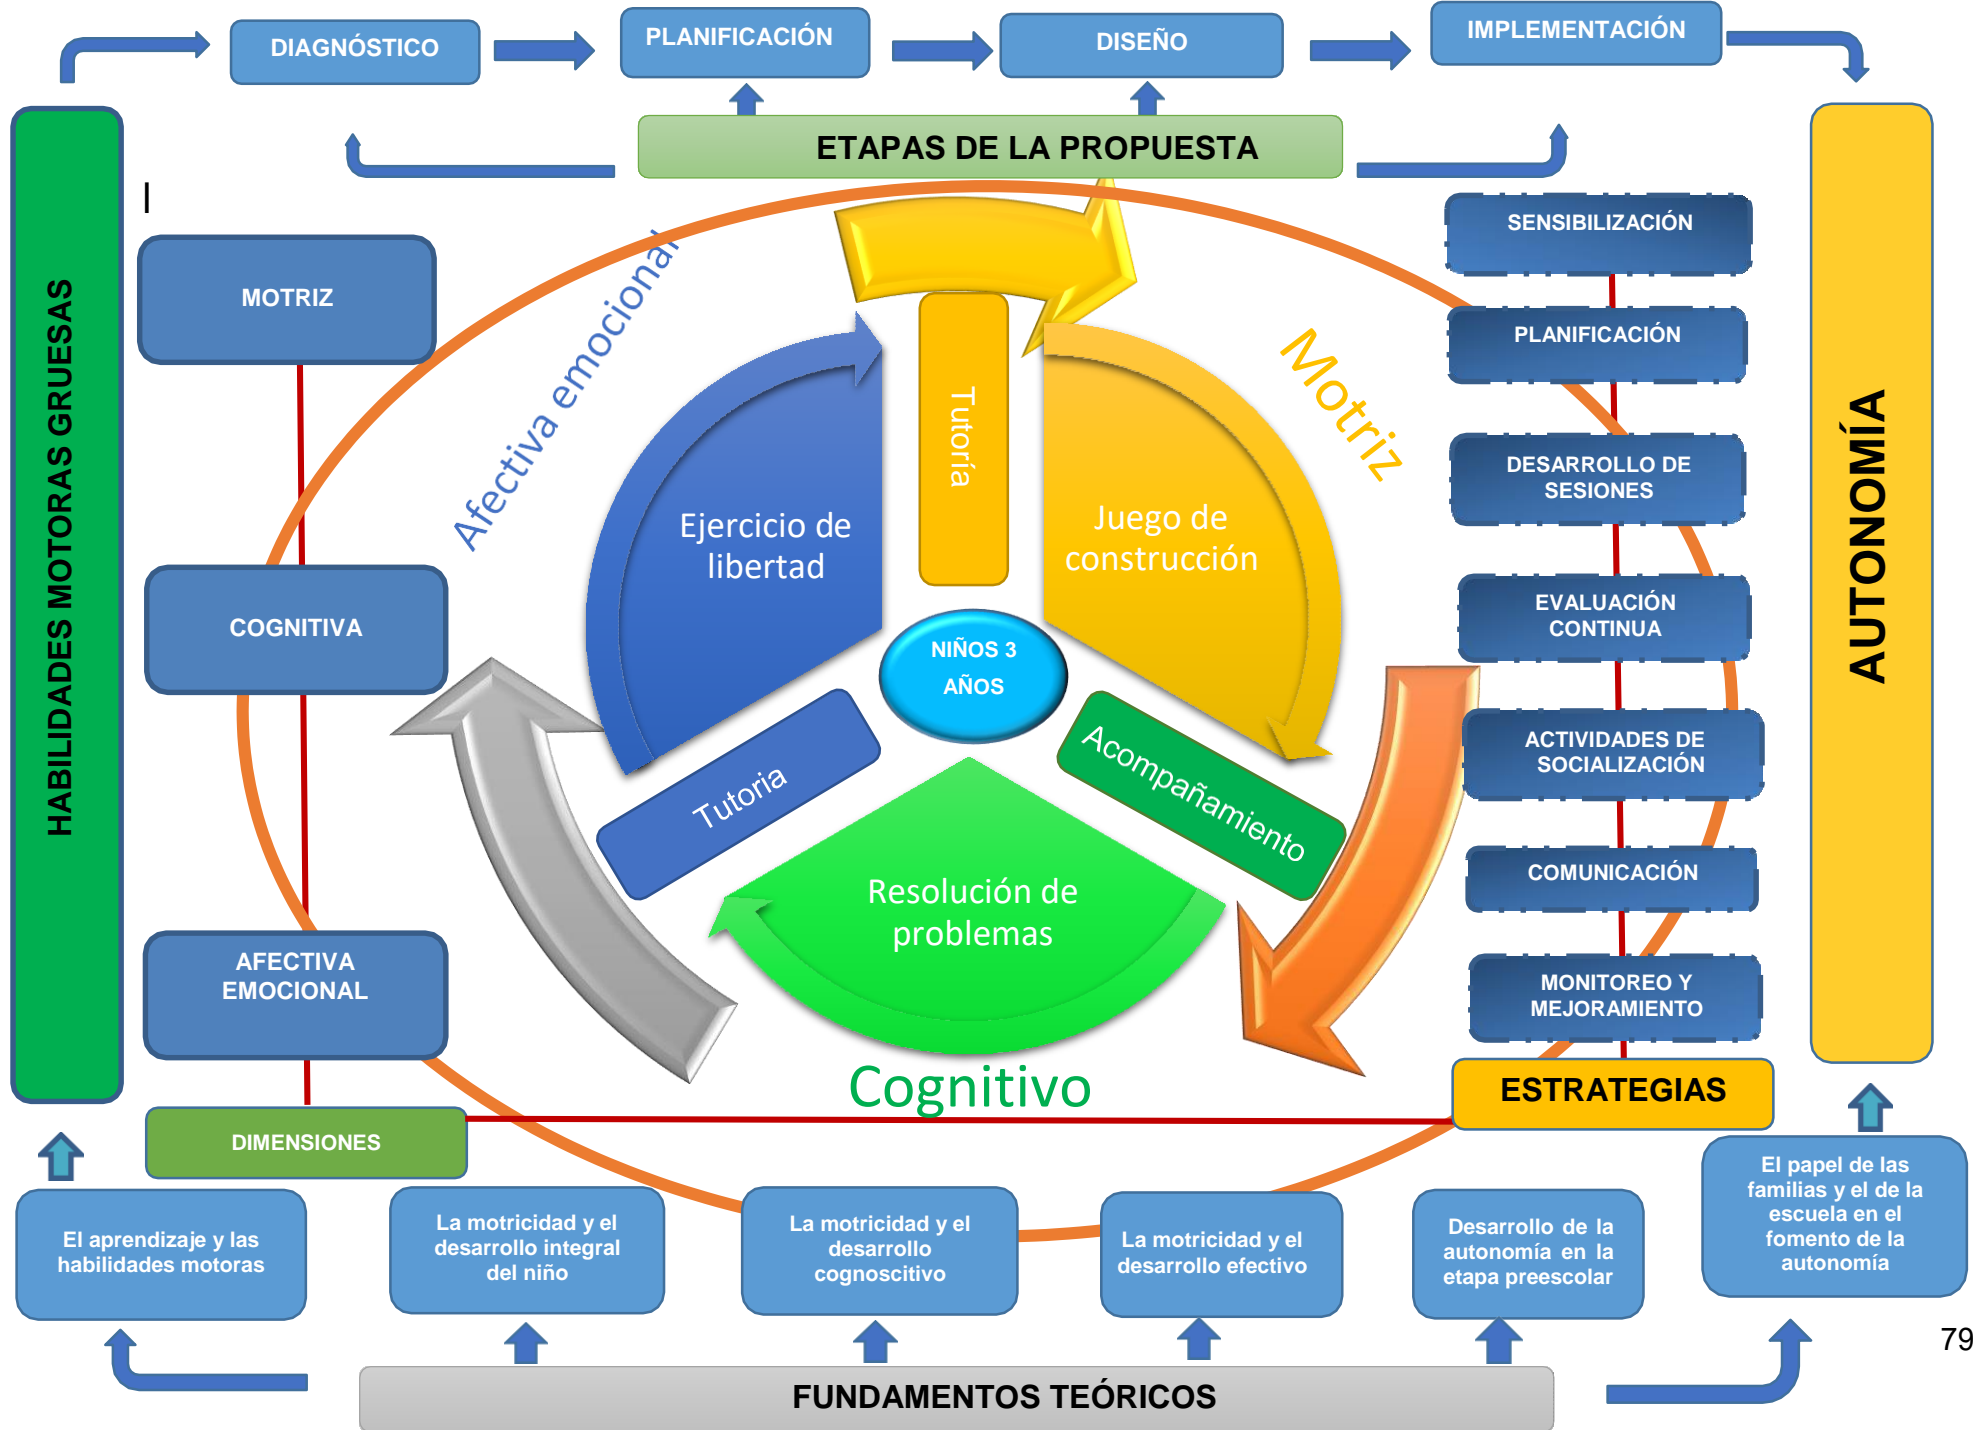 DIAGNÓSTICO
PLANIFICACIÓN
DISEÑO
IMPLEMENTACIÓN
ETAPAS DE LA PROPUESTA
HABILIDADES MOTORAS GRUESAS
MOTRIZ
COGNITIVA
AFECTIVA
EMOCIONAL
DIMENSIONES
Afectiva emocional
Motriz
Cognitivo
Tutoría
Ejercicio de
libertad
Juego de
construcción
NIÑOS 3
AÑOS
Tutoria
Acompañamiento
Resolución de
problemas
SENSIBILIZACIÓN
PLANIFICACIÓN
DESARROLLO DE
SESIONES
EVALUACIÓN
CONTINUA
ACTIVIDADES DE
SOCIALIZACIÓN
COMUNICACIÓN
MONITOREO Y
MEJORAMIENTO
ESTRATEGIAS
AUTONOMÍA
El aprendizaje y las
habilidades motoras
La motricidad y el
desarrollo integral
del niño
La motricidad y el
desarrollo
cognoscitivo
La motricidad y el
desarrollo efectivo
Desarrollo de la
autonomía en la
etapa preescolar
El papel de las
familias y el de la
escuela en el
fomento de la
autonomía
FUNDAMENTOS TEÓRICOS
79